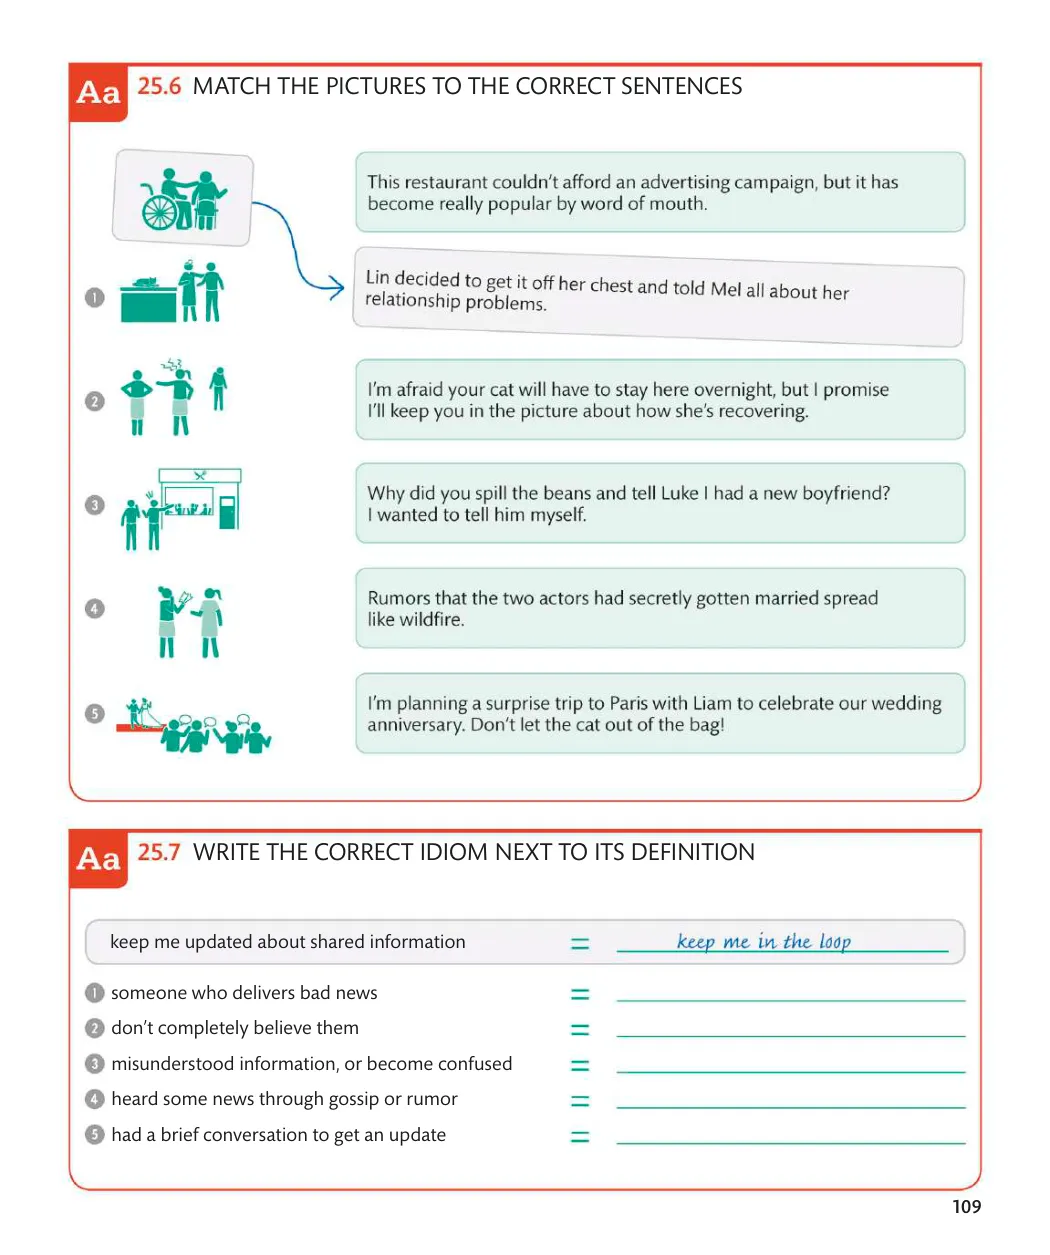 Aa 25.6 MATCH THE PICTURES TO THE CORRECT SENTENCES
This restaurant couldn't afford an advertising campaign, but it has
become really popular by word of mouth.
Lin decided to get it off her chest and told Mel all about her
relationship problems.
1
I'm afraid your cat will have to stay here overnight, but I promise
I'll keep you in the picture about how she's recovering.
2
Why did you spill the beans and tell Luke I had a new boyfriend?
I wanted to tell him myself.
3
Rumors that the two actors had secretly gotten married spread
like wildfire.
4
I'm planning a surprise trip to Paris with Liam to celebrate our wedding
anniversary. Don't let the cat out of the bag!
5
Aa 25.7 WRITE THE CORRECT IDIOM NEXT TO ITS DEFINITION
keep me updated about shared information = keep me in the loop
1 someone who delivers bad news =
2 don't completely believe them =
3 misunderstood information, or become confused =
4 heard some news through gossip or rumor =
5 had a brief conversation to get an update =
109